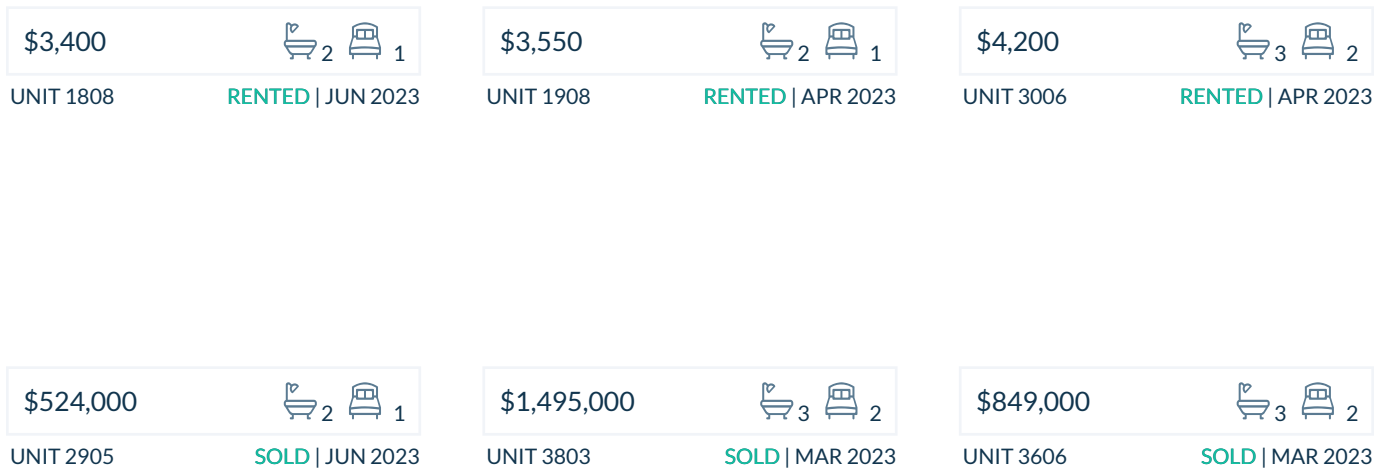 $3,400 2 1 $3,550 2 1 $4,200 3 2
UNIT 1808 RENTED | JUN 2023 UNIT 1908 RENTED | APR 2023 UNIT 3006 RENTED | APR 2023
$524,000 2 1 $1,495,000 3 2 $849,000 3 2
UNIT 2905 SOLD | JUN 2023 UNIT 3803 SOLD | MAR 2023 UNIT 3606 SOLD | MAR 2023